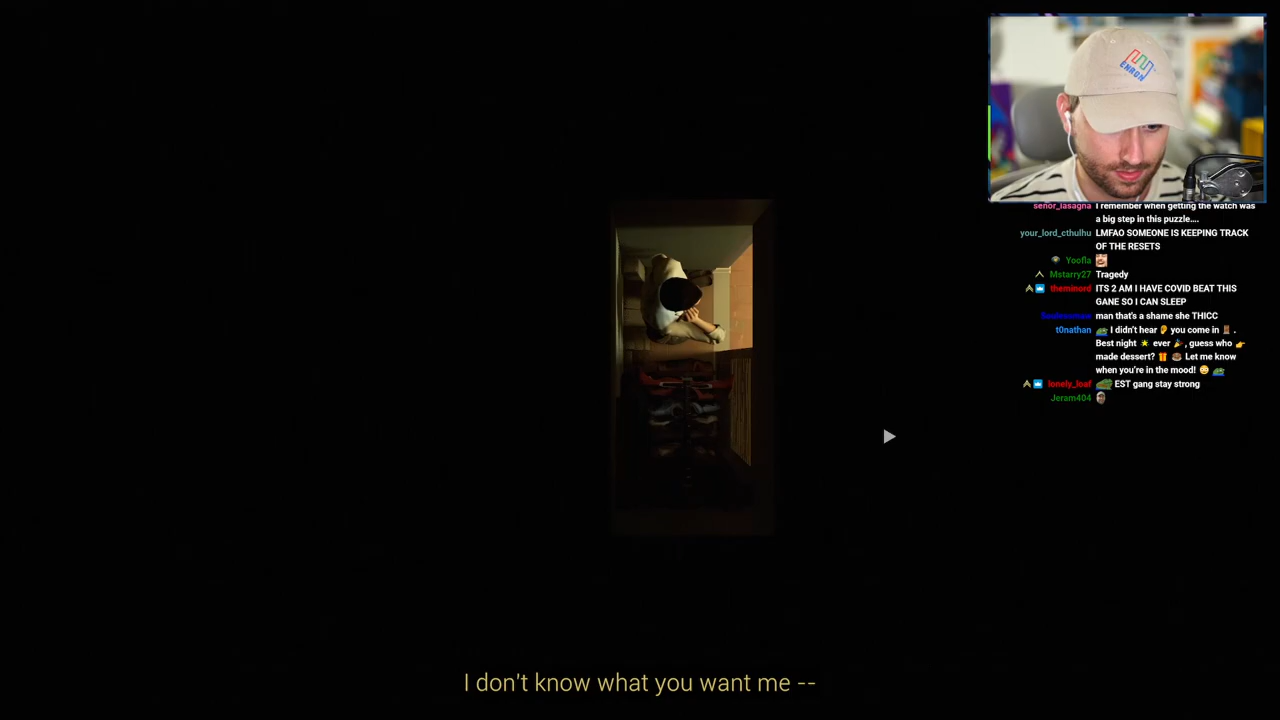 ENRON
señor_lasagna I remember when getting the watch was
a big step in this puzzle....
your_lord_cthulhu LMFAO SOMEONE IS KEEPING TRACK
OF THE RESETS
Yoofla
Mstarry27 Tragedy
theminord ITS 2 AM I HAVE COVID BEAT THIS
GANE SO I CAN SLEEP
man that's a shame she THICC
t0nathan I didn't hear you come in .
Best night ever , guess who
made dessert? Let me know
when you're in the mood!
lonely_loaf EST gang stay strong
Jeram404
I don't know what you want me --